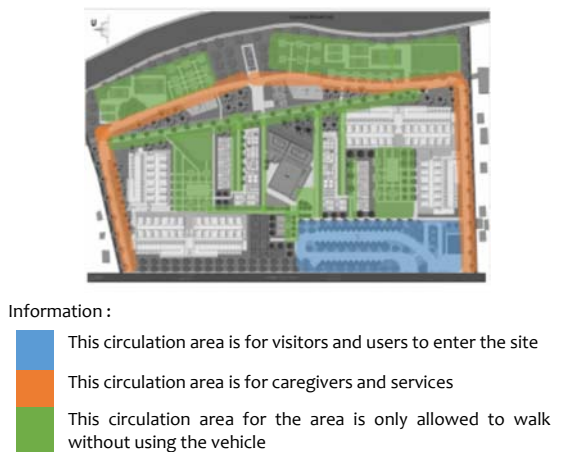 Information :
This circulation area is for visitors and users to enter the site
This circulation area is for caregivers and services
This circulation area for the area is only allowed to walk
without using the vehicle